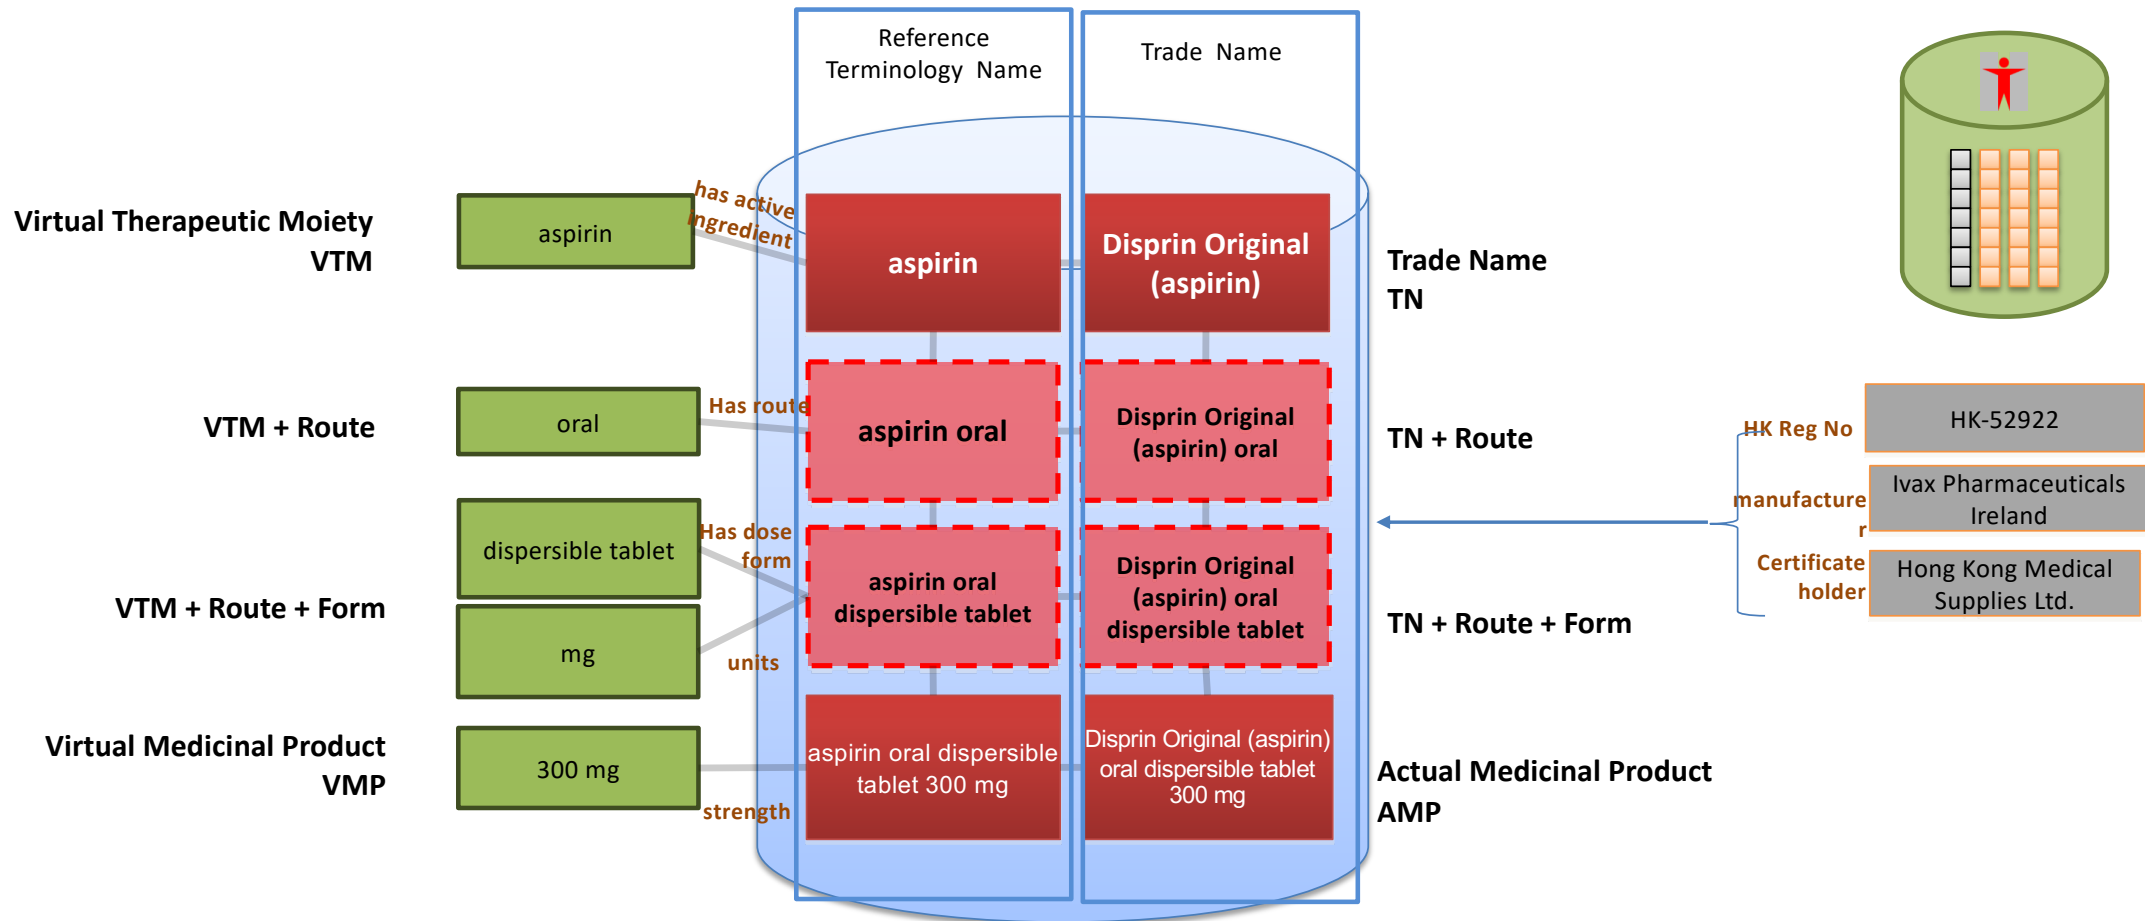 Reference
Terminology Name
Trade Name
Virtual Therapeutic Moiety
VTM
aspirin
has active
ingredient
aspirin
Disprin Original
(aspirin)
Trade Name
TN
VTM + Route
oral
Has route
aspirin oral
Disprin Original
(aspirin) oral
TN + Route
HK Reg No
HK-52922
manufacture
r
Ivax Pharmaceuticals
Ireland
Certificate
holder
Hong Kong Medical
Supplies Ltd.
VTM + Route + Form
dispersible tablet
Has dose
form
mg
units
aspirin oral
dispersible tablet
Disprin Original
(aspirin) oral
dispersible tablet
TN + Route + Form
Virtual Medicinal Product
VMP
300 mg
strength
aspirin oral dispersible
tablet 300 mg
Disprin Original (aspirin)
oral dispersible tablet
300 mg
Actual Medicinal Product
AMP